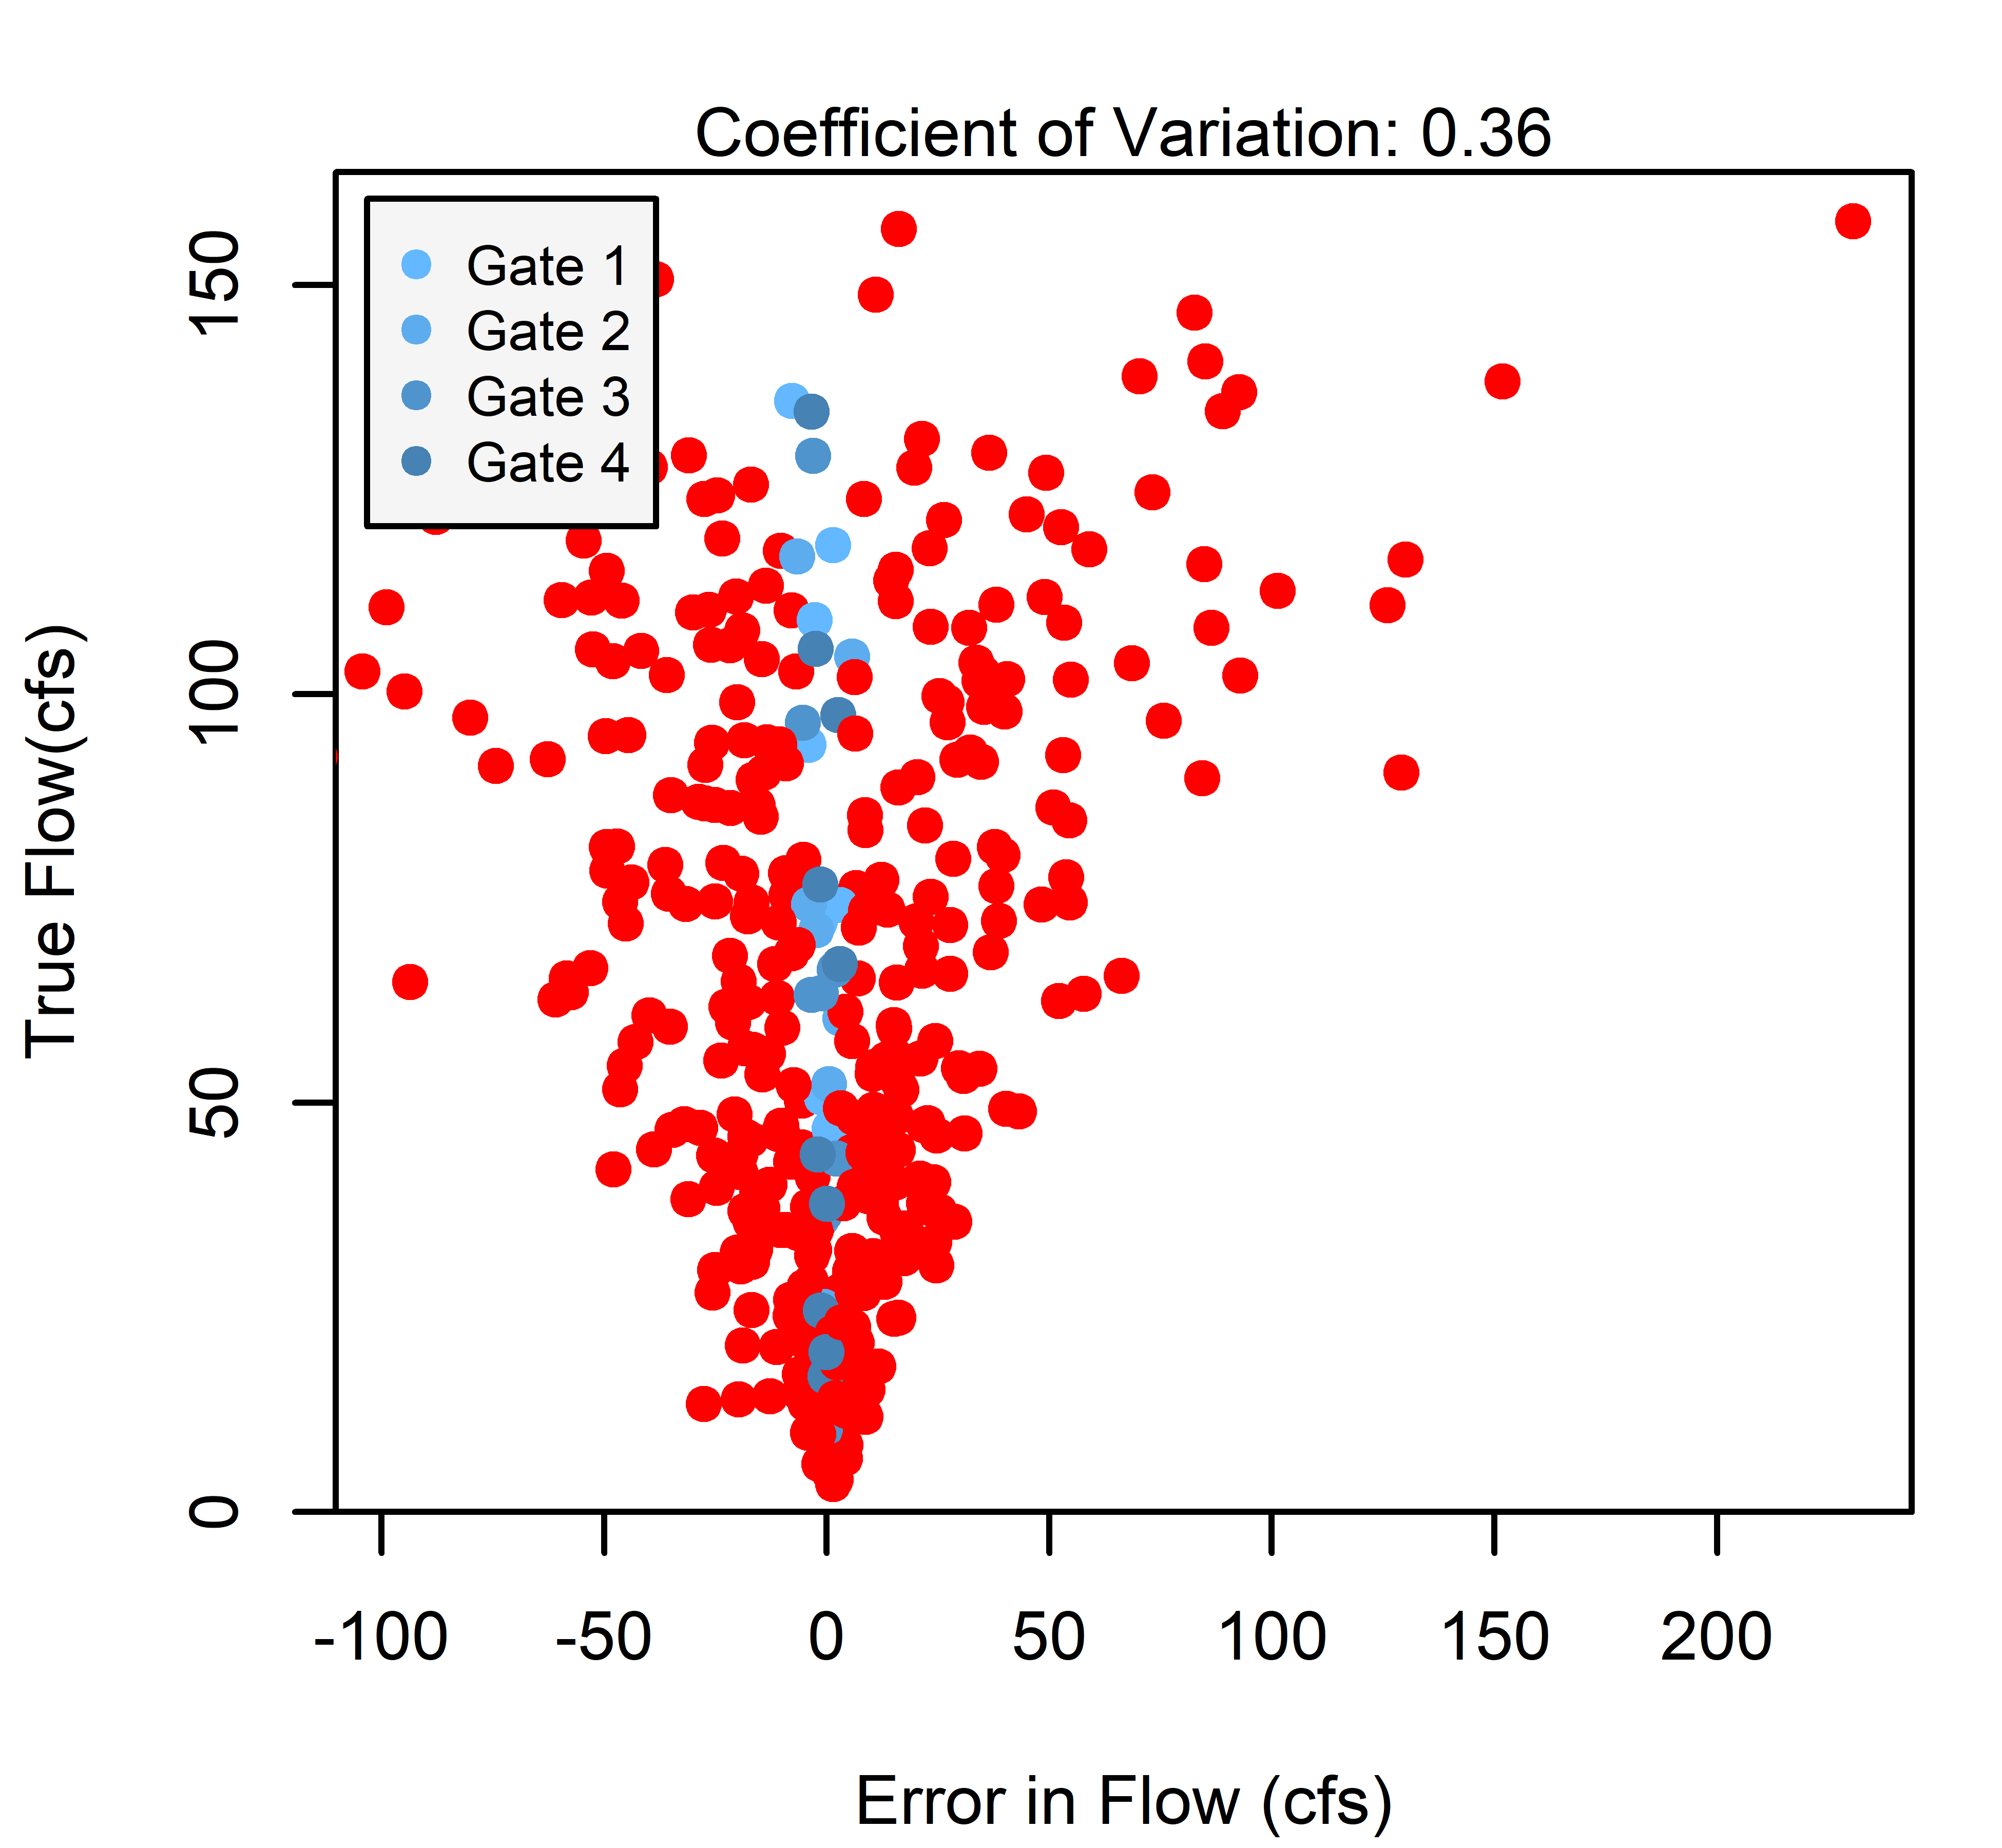 Coefficient of Variation: 0.36
Gate 1
Gate 2
Gate 3
Gate 4
True Flow(cfs)
150
100
50
0
-100 -50 0 50 100 150 200
Error in Flow (cfs)